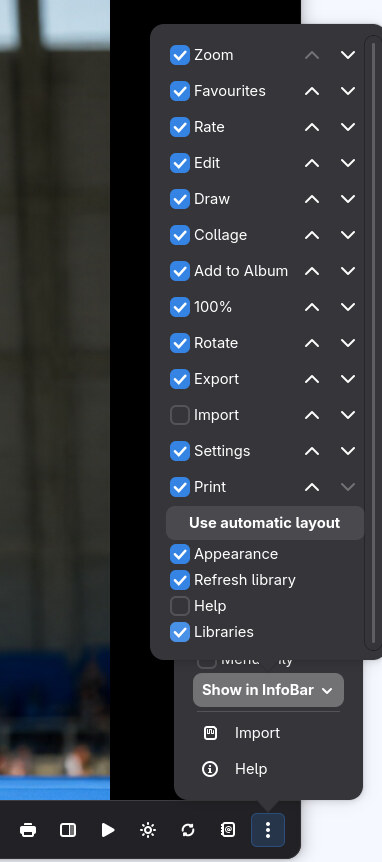 Zoom
Favourites
Rate
Edit
Draw
Collage
Add to Album
100%
Rotate
Export
Import
Settings
Print
Use automatic layout
Appearance
Refresh library
Help
Libraries
Show in InfoBar
Import
Help